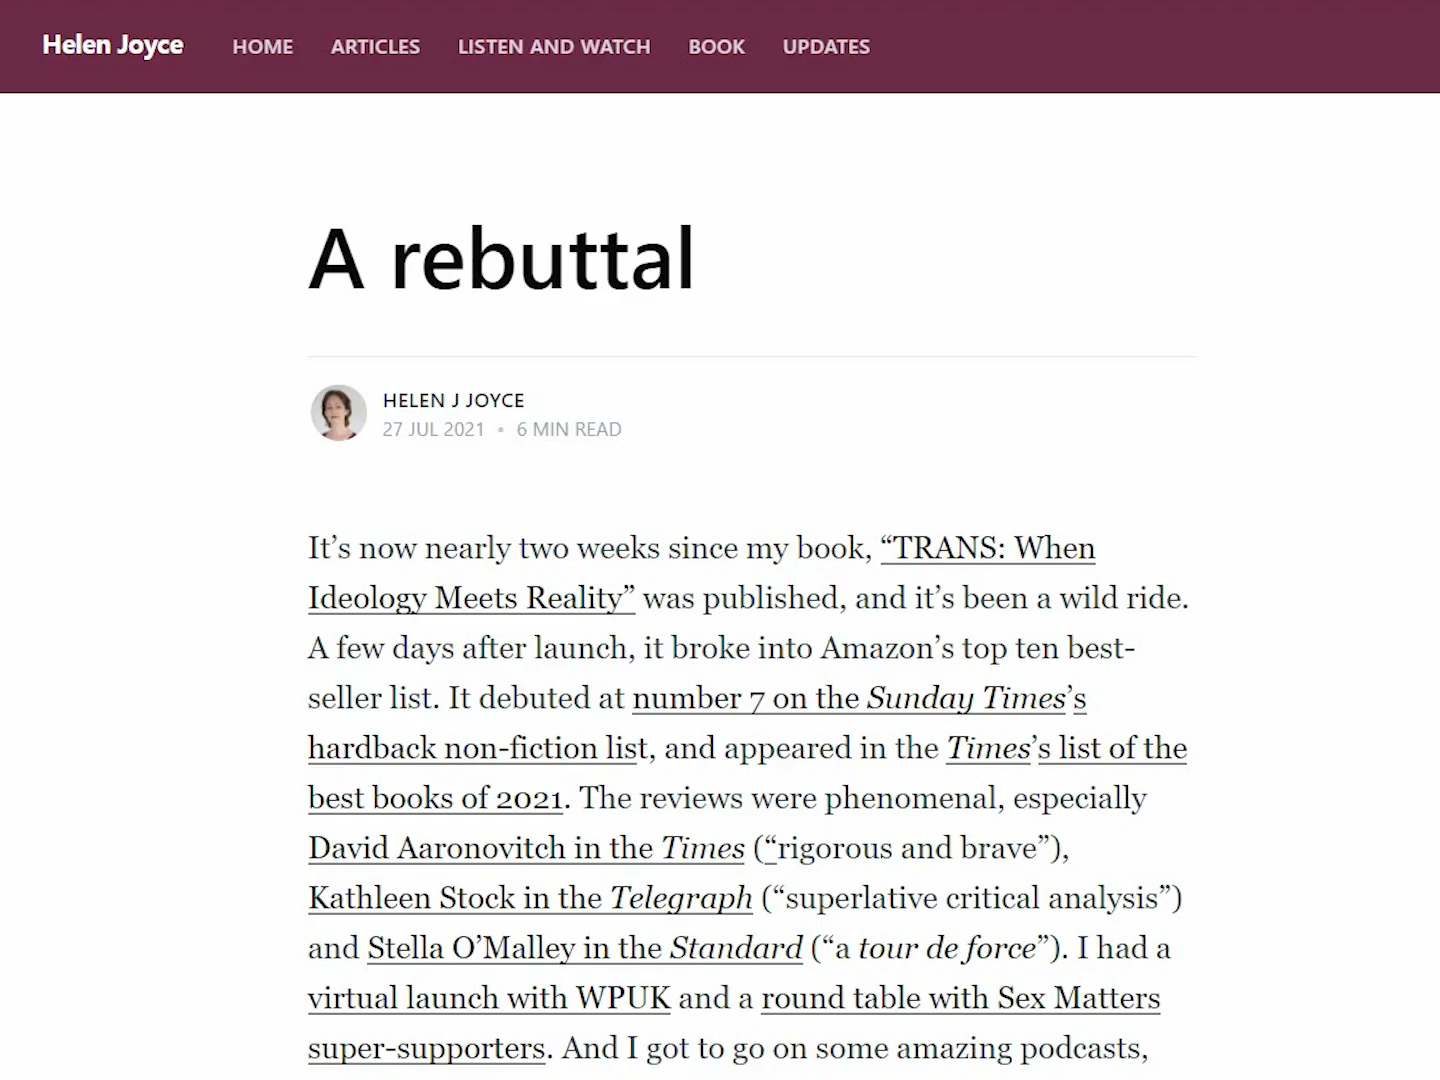 Helen Joyce HOME ARTICLES LISTEN AND WATCH BOOK UPDATES
A rebuttal
HELEN J JOYCE
27 JUL 2021 • 6 MIN READ
It’s now nearly two weeks since my book, “TRANS: When
Ideology Meets Reality” was published, and it’s been a wild ride.
A few days after launch, it broke into Amazon’s top ten best-
seller list. It debuted at number 7 on the Sunday Times’s
hardback non-fiction list, and appeared in the Times’s list of the
best books of 2021. The reviews were phenomenal, especially
David Aaronovitch in the Times (“rigorous and brave”),
Kathleen Stock in the Telegraph (“superlative critical analysis”)
and Stella O’Malley in the Standard (“a tour de force”). I had a
virtual launch with WPUK and a round table with Sex Matters
super-supporters. And I got to go on some amazing podcasts,